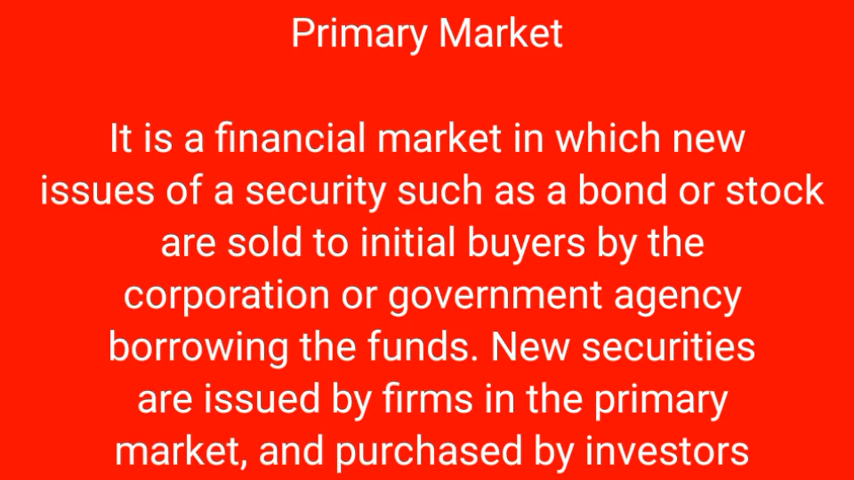 Primary Market
It is a financial market in which new
issues of a security such as a bond or stock
are sold to initial buyers by the
corporation or government agency
borrowing the funds. New securities
are issued by firms in the primary
market, and purchased by investors